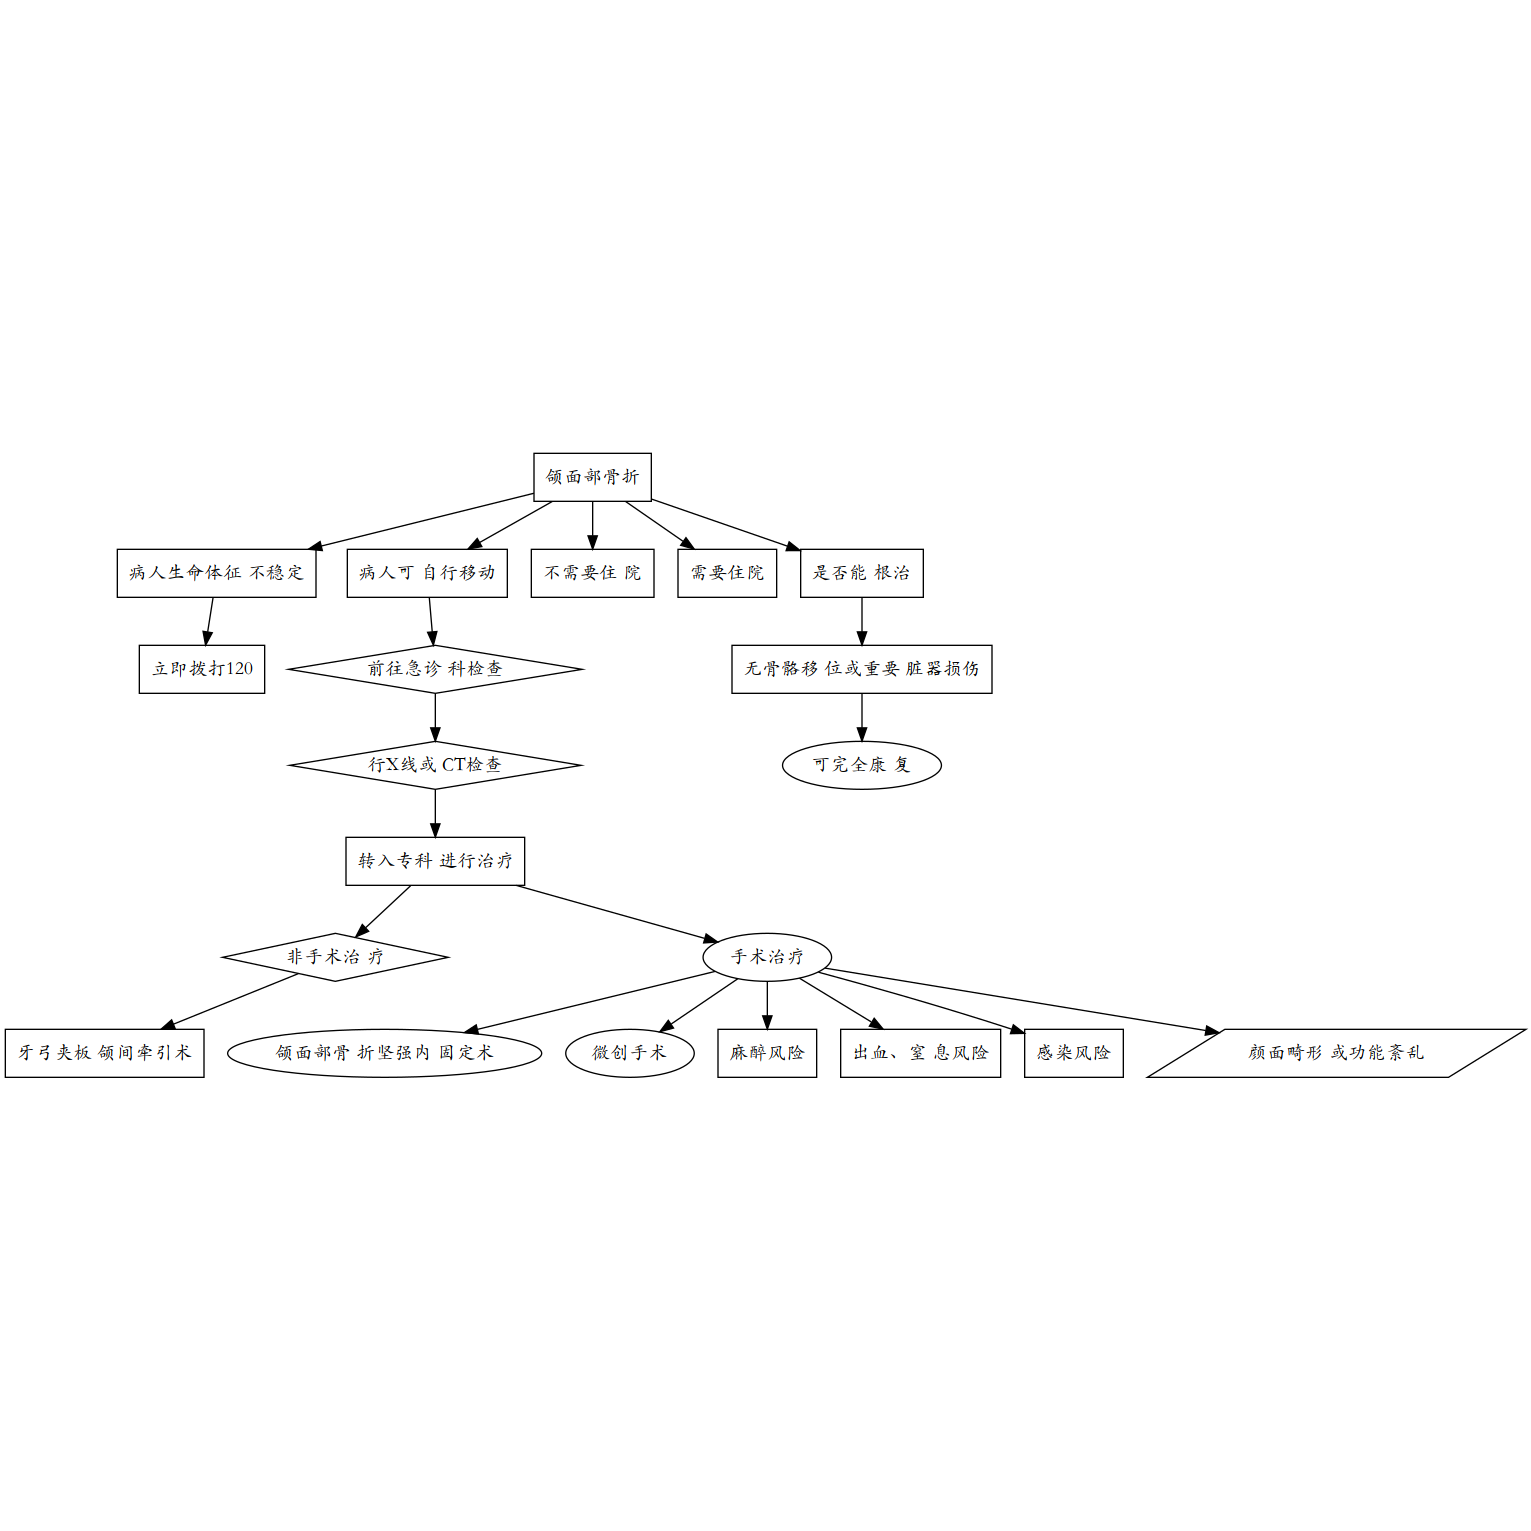 颌面部骨折
病人生命体征 不稳定
病人可 自行移动
不需要住 院
需要住院
是否能 根治
立即拨打120
前往急诊 科检查
无骨骼移 位或重要 脏器损伤
行X线或 CT检查
可完全康 复
转入专科 进行治疗
非手术治 疗
手术治疗
牙弓夹板 颌间牵引术
颌面部骨 折坚强内 固定术
微创手术
麻醉风险
出血、窒 息风险
感染风险
颜面畸形 或功能紊乱